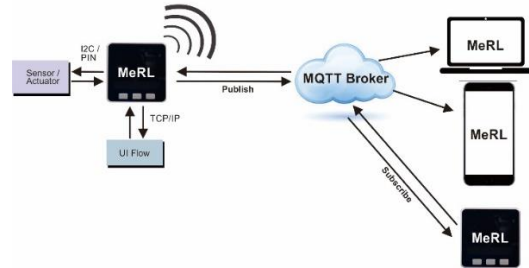 I2C /
PIN
Sensor /
Actuator
MeRL
Publish
TCP/IP
UI Flow
MQTT Broker
MeRL
MeRL
Subscribe
MeRL